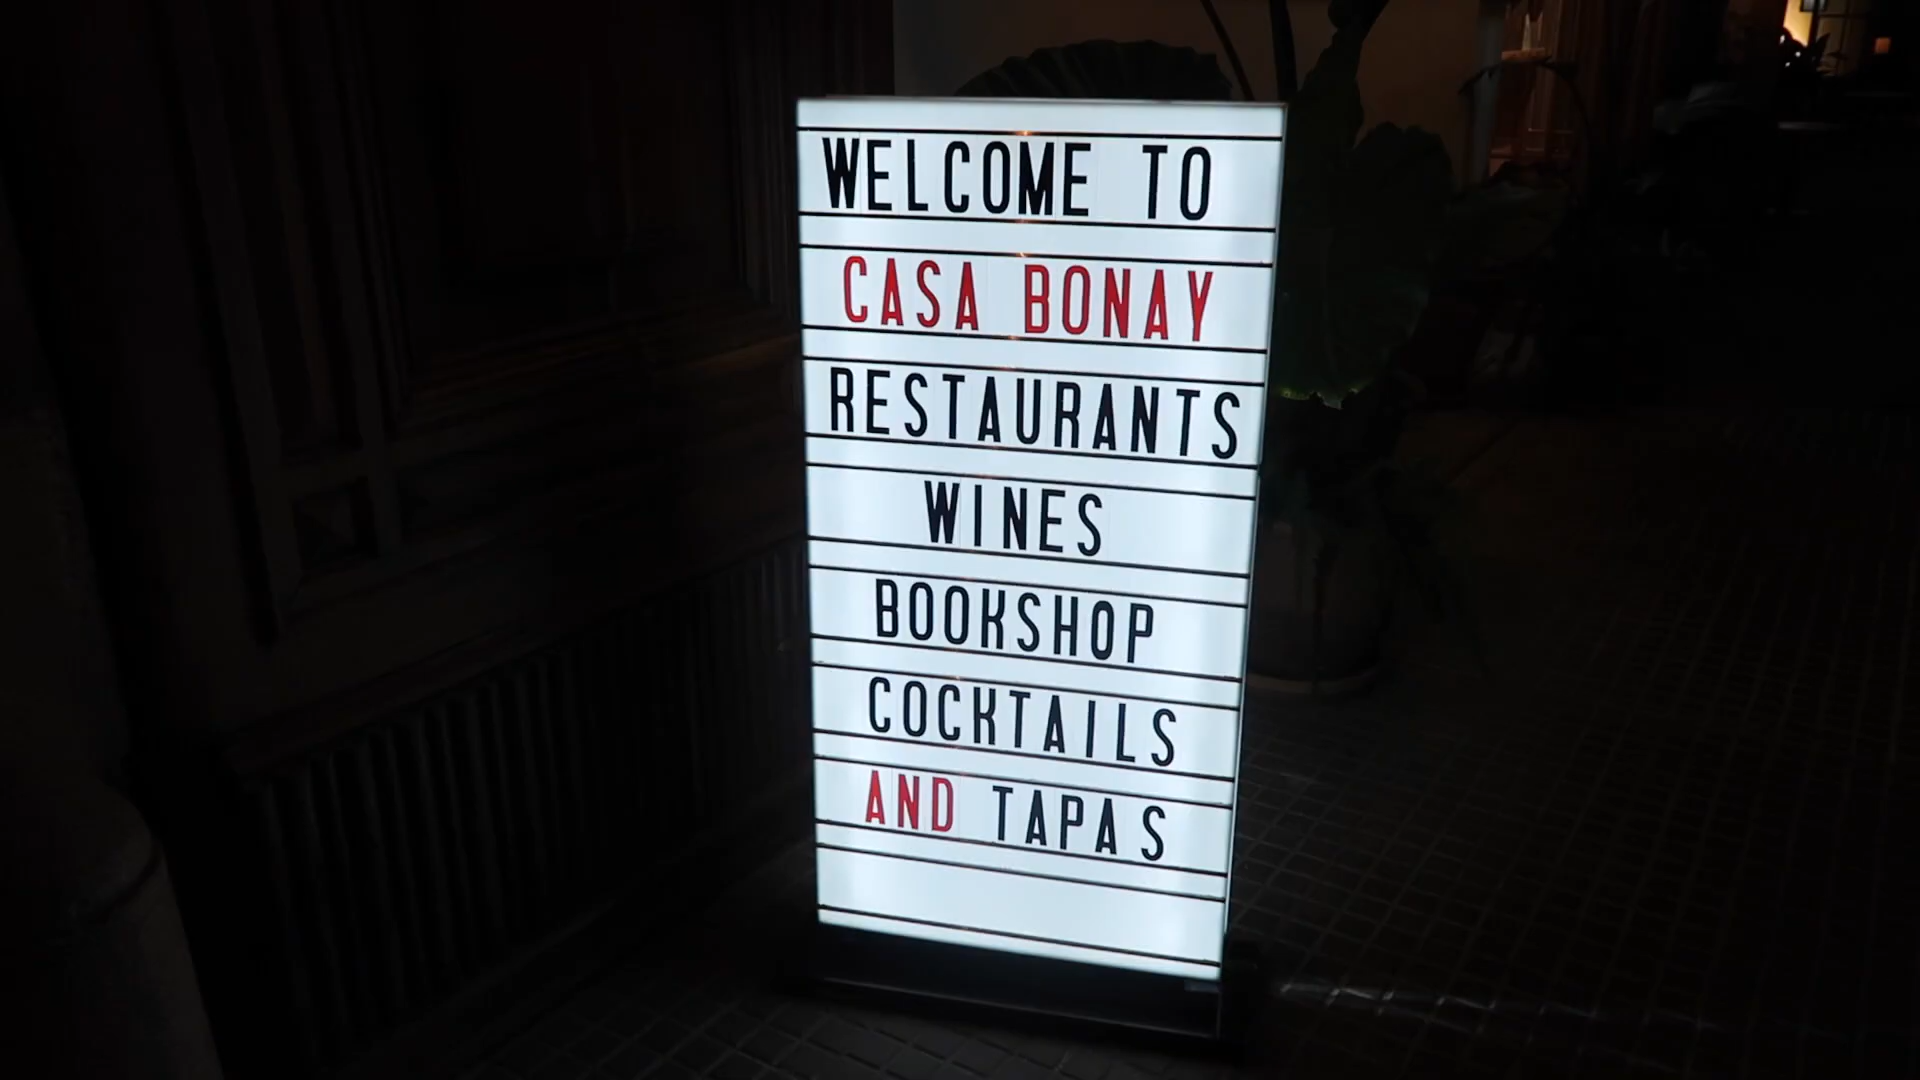 WELCOME TO
CASA BONAY
RESTAURANTS
WINES
BOOKSHOP
COCKTAILS
AND TAPAS